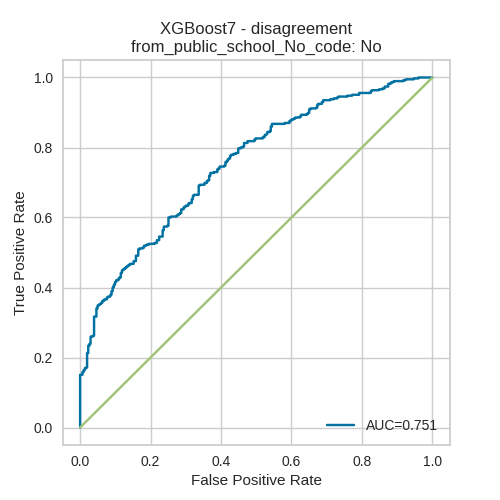 XGBoost7 - disagreement
from_public_school_No_code: No
True Positive Rate
1.0
0.8
0.6
0.4
0.2
0.0
AUC=0.751
0.0 0.2 0.4 0.6 0.8 1.0
False Positive Rate